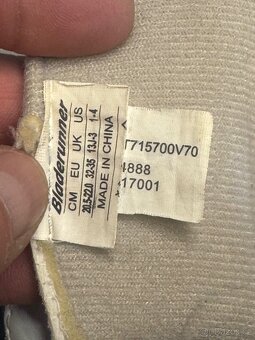 Bladerunner
CM 20.5-22.0
EU 32-35
UK 13J-3
US 1-4
MADE IN CHINA
T715700V70
4888
17001